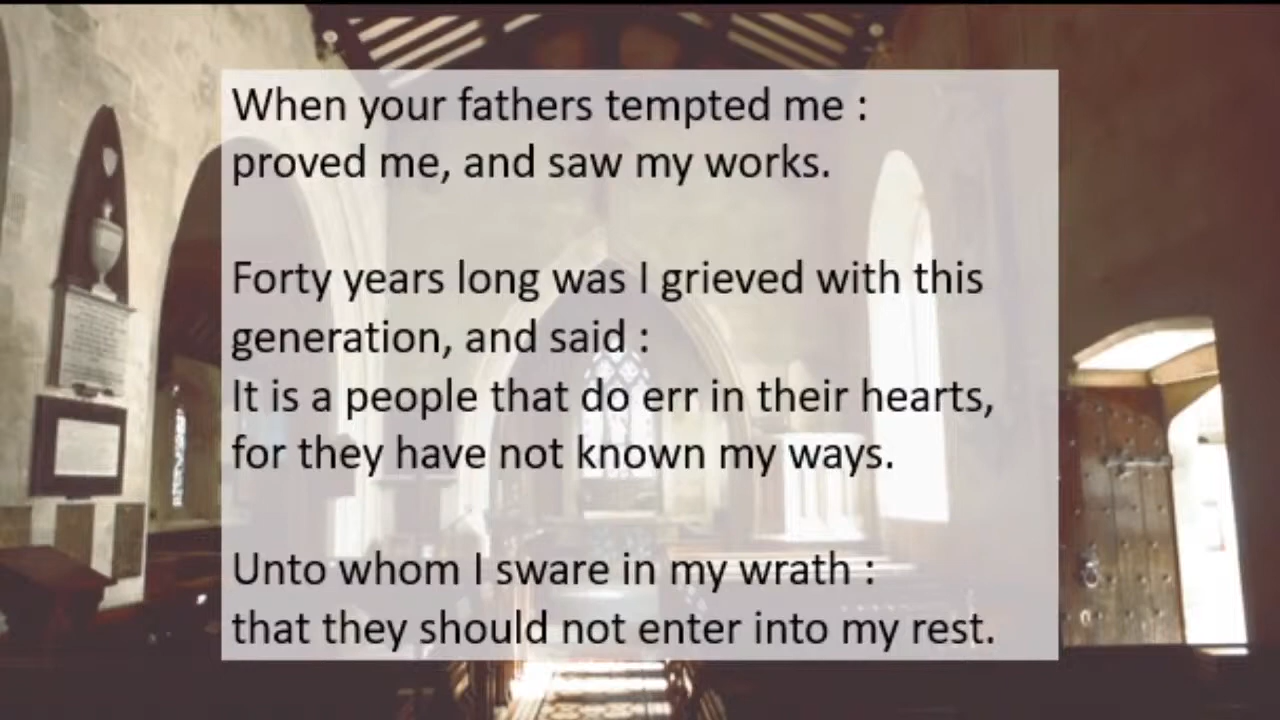 When your fathers tempted me :
proved me, and saw my works.
Forty years long was I grieved with this
generation, and said :
It is a people that do err in their hearts,
for they have not known my ways.
Unto whom I sware in my wrath :
that they should not enter into my rest.